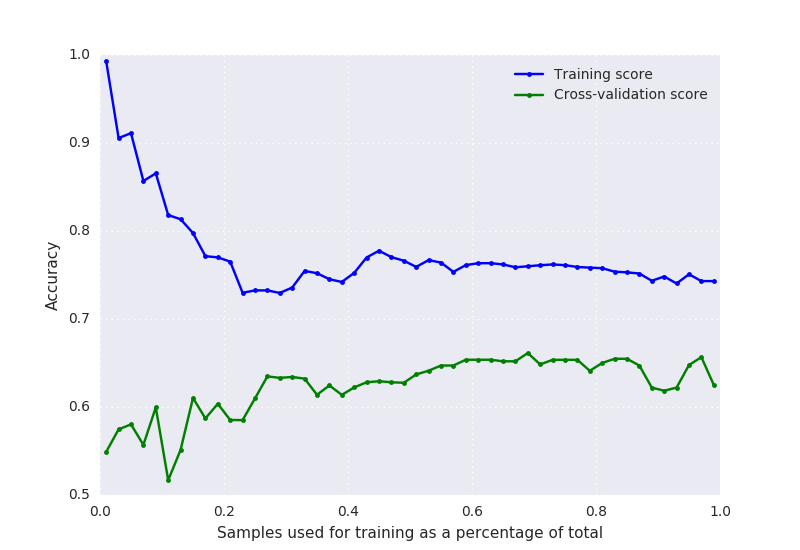 1.0
0.9
0.8
0.7
0.6
0.5
Accuracy
Training score
Cross-validation score
0.0 0.2 0.4 0.6 0.8 1.0
Samples used for training as a percentage of total